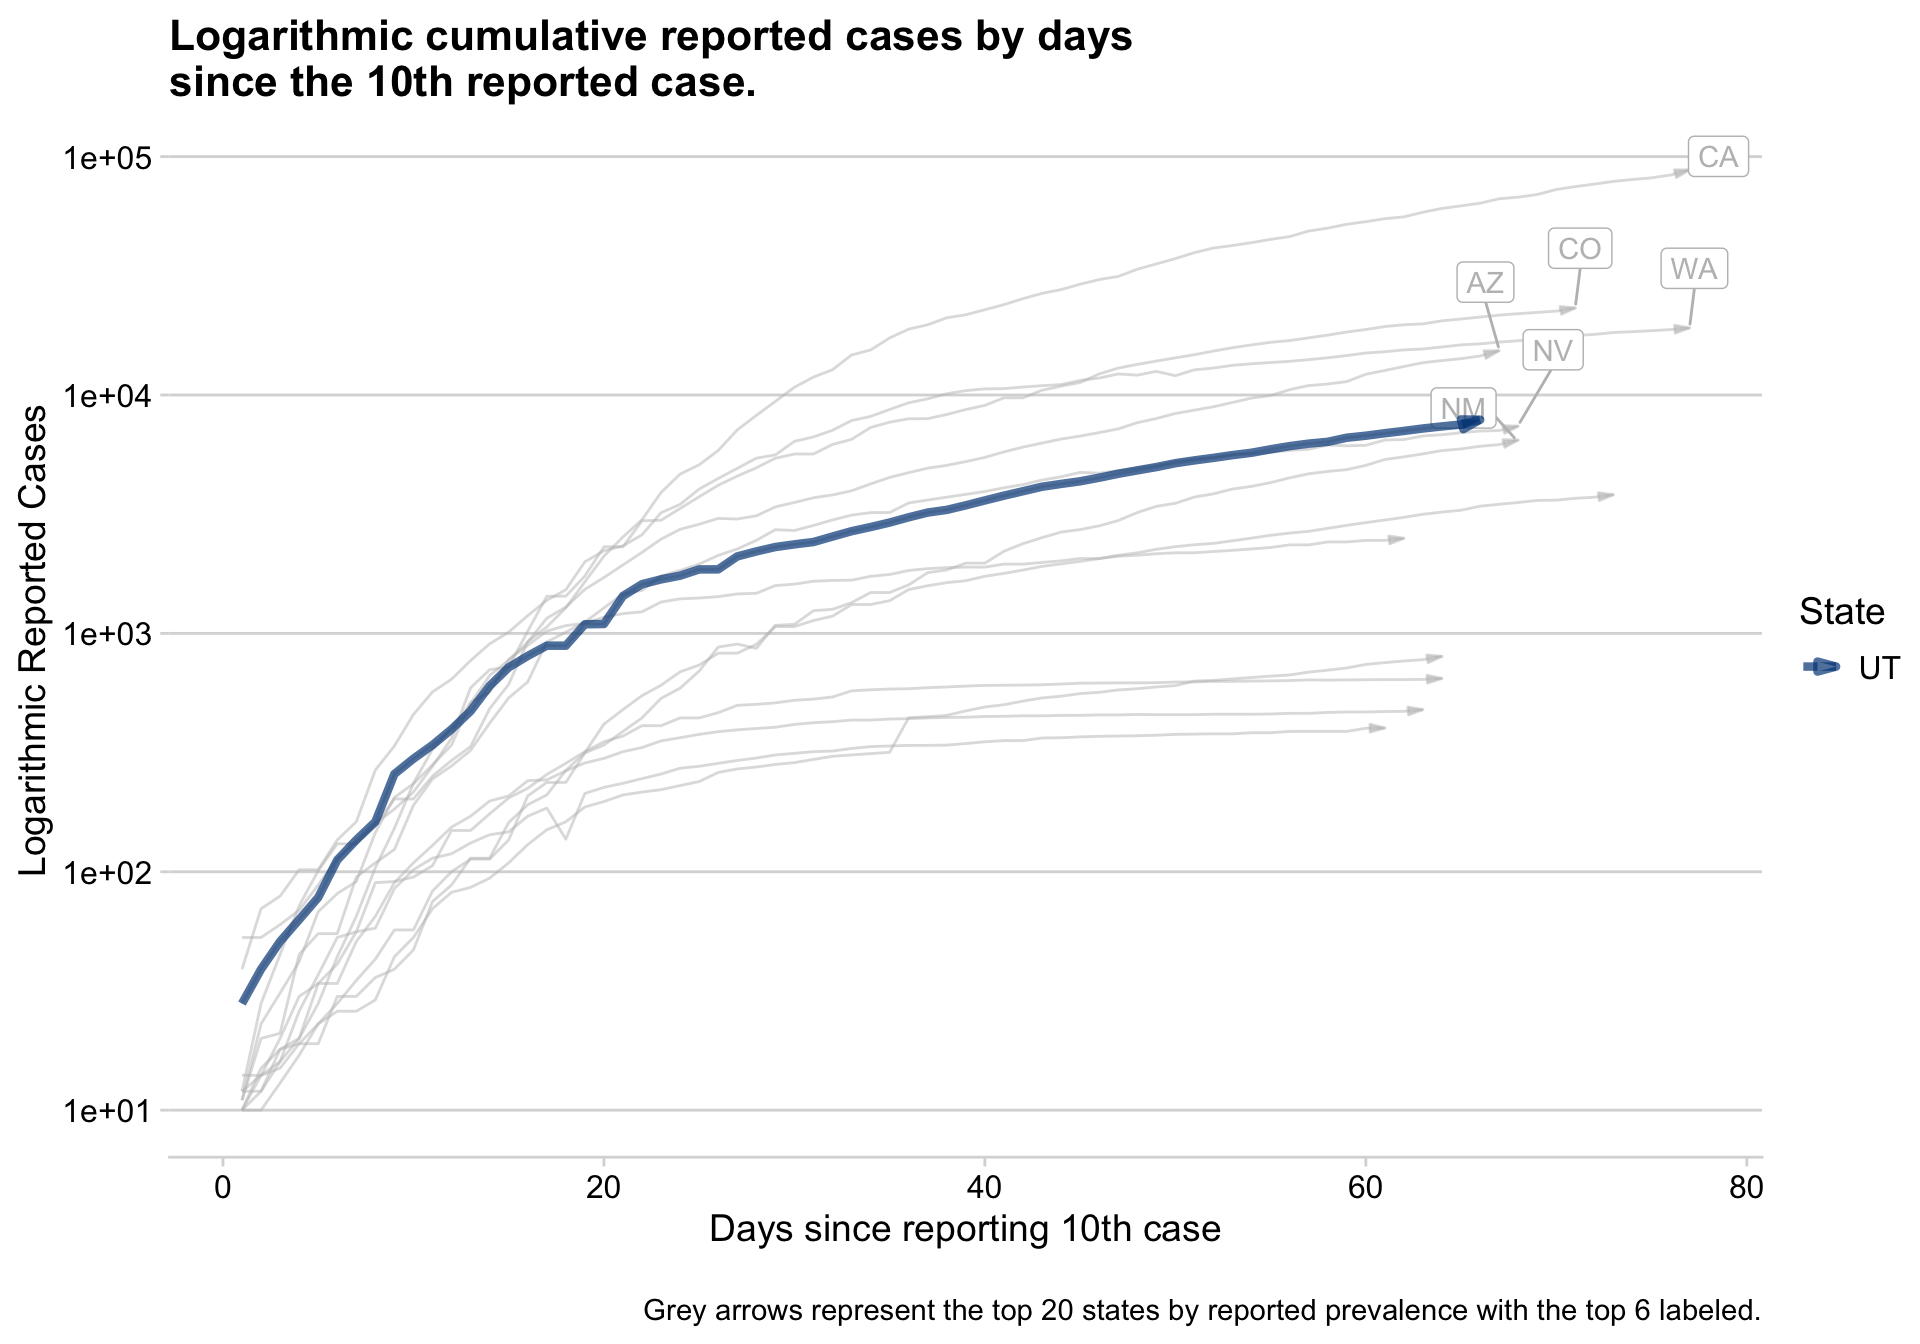 Logarithmic cumulative reported cases by days
since the 10th reported case.
Logarithmic Reported Cases
1e+05
1e+04
1e+03
1e+02
1e+01
CA
CO
WA
AZ
NV
NM
State
UT
0 20 40 60 80
Days since reporting 10th case
Grey arrows represent the top 20 states by reported prevalence with the top 6 labeled.